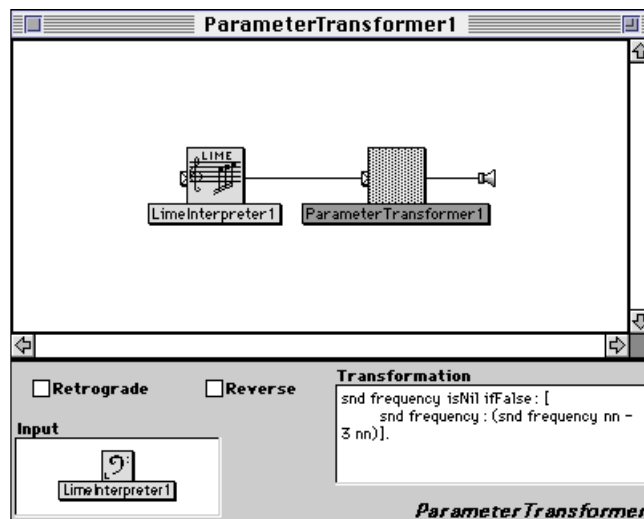 ParameterTransformer1
LIME
LimeInterpreter1
ParameterTransformer1
Retrograde
Reverse
Transformation
snd frequency isNil ifFalse: [
snd frequency: (snd frequency nn -
3 nn)].
Input
LimeInterpreter1
ParameterTransformer